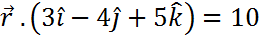 r⃗ . (3î − 4ĵ + 5k̂) = 10